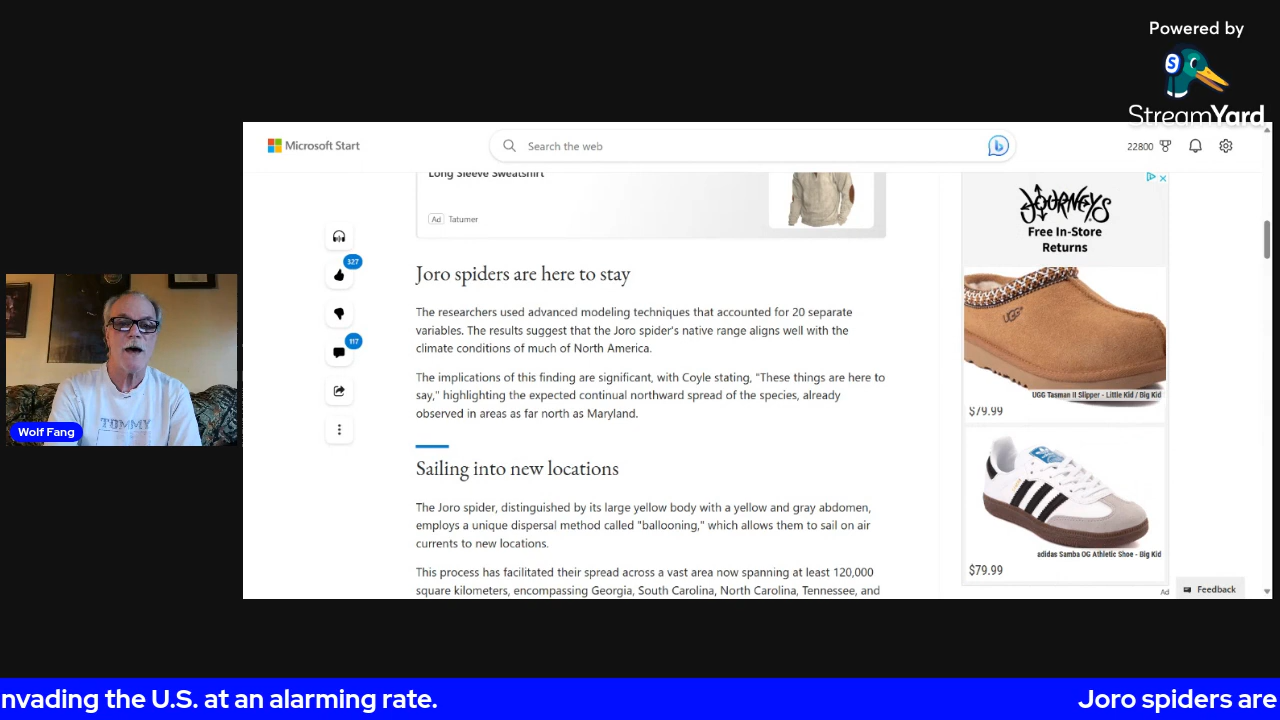 Powered by
StreamYard
Microsoft Start
Search the web
22800
Long Sleeve Sweatshirt
Ad Tatumer
327
117
Joro spiders are here to stay
The researchers used advanced modeling techniques that accounted for 20 separate
variables. The results suggest that the Joro spider's native range aligns well with the
climate conditions of much of North America.
The implications of this finding are significant, with Coyle stating, "These things are here to
say," highlighting the expected continual northward spread of the species, already
observed in areas as far north as Maryland.
Sailing into new locations
The Joro spider, distinguished by its large yellow body with a yellow and gray abdomen,
employs a unique dispersal method called "ballooning," which allows them to sail on air
currents to new locations.
This process has facilitated their spread across a vast area now spanning at least 120,000
square kilometers, encompassing Georgia, South Carolina, North Carolina, Tennessee, and
JOURNEYS
Free In-Store
Returns
UGG
UGG Tasman II Slipper - Little Kid / Big Kid
$79.99
adidas Samba OG Athletic Shoe - Big Kid
$79.99
Ad
Feedback
TOMMY
Wolf Fang
nvading the U.S. at an alarming rate.
Joro spiders are